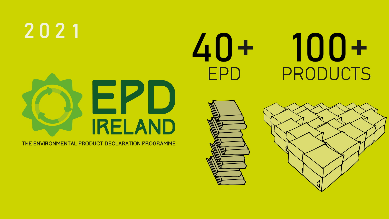 2021
40+
EPD
100+
PRODUCTS
EPD
IRELAND
THE ENVIRONMENTAL PRODUCT DECLARATION PROGRAMME